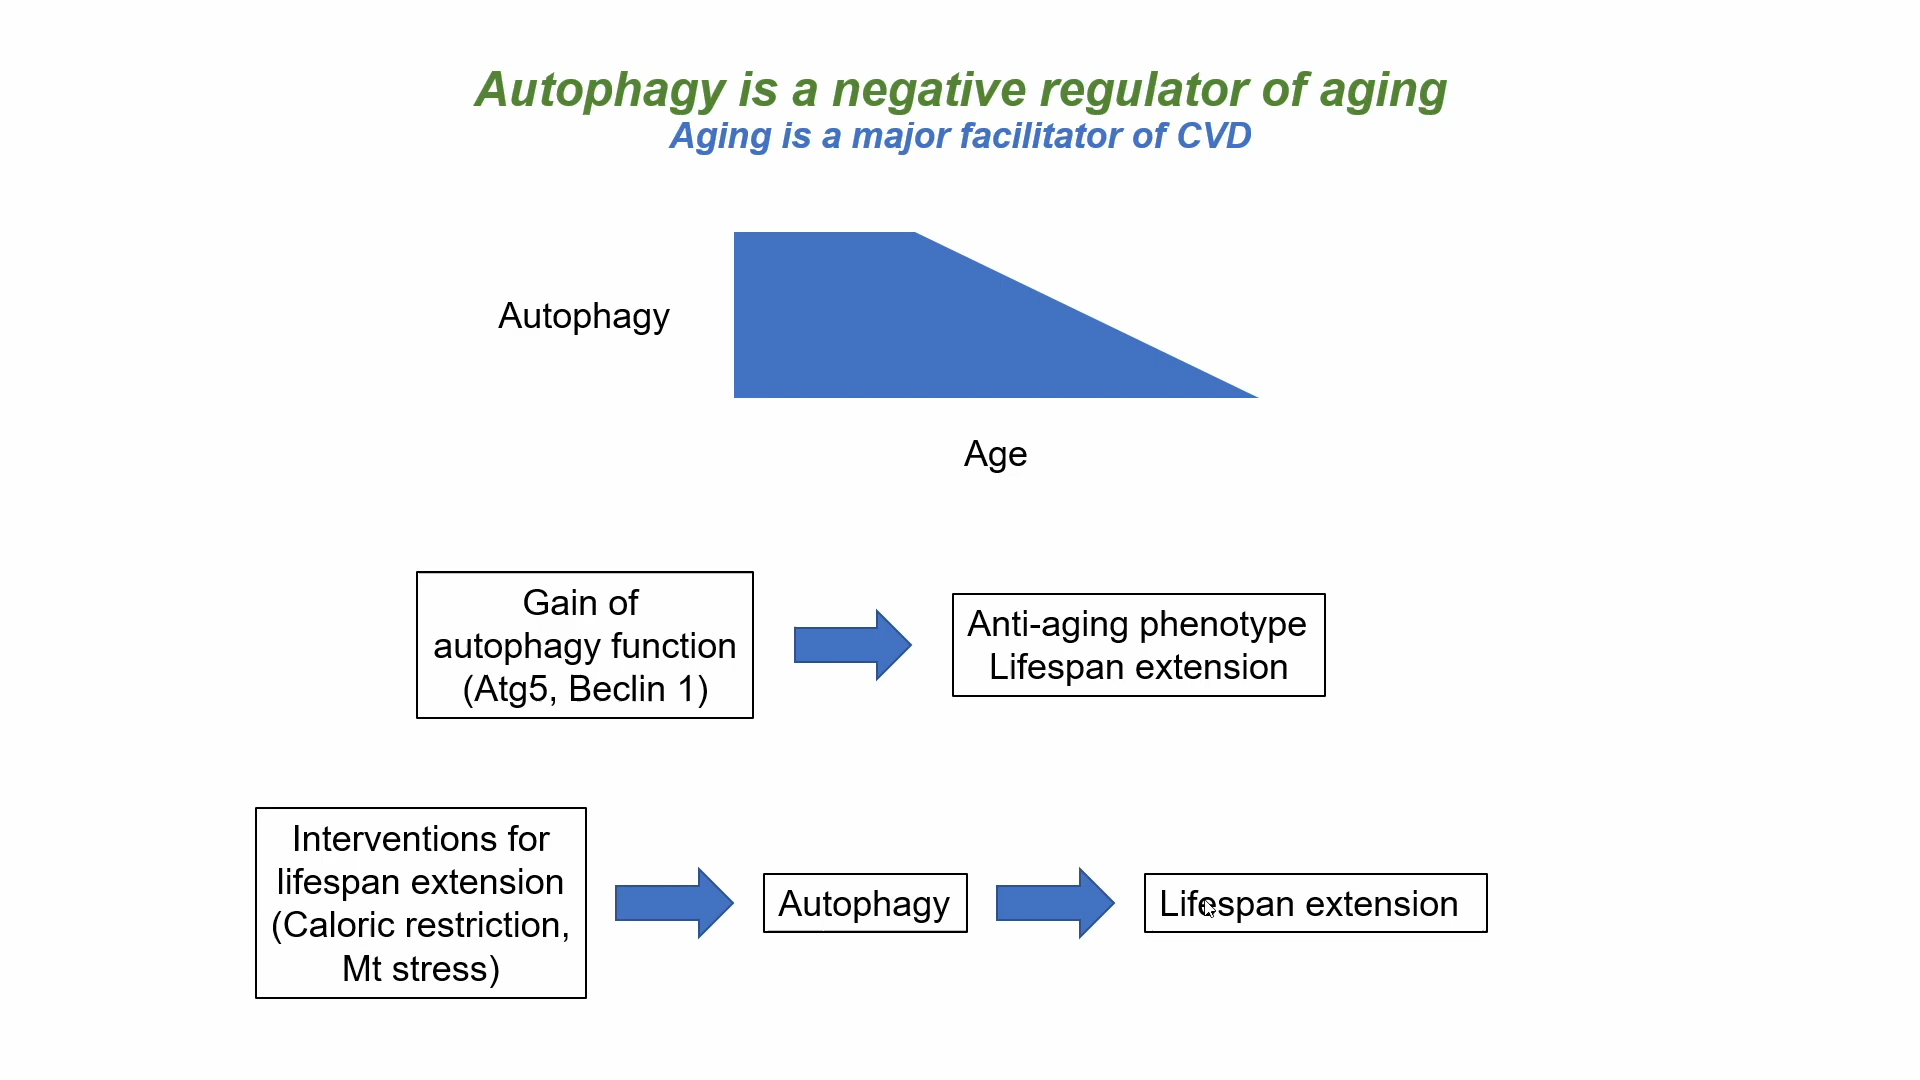 Autophagy is a negative regulator of aging
Aging is a major facilitator of CVD
Autophagy
Age
Gain of
autophagy function
(Atg5, Beclin 1)
Anti-aging phenotype
Lifespan extension
Interventions for
lifespan extension
(Caloric restriction,
Mt stress)
Autophagy
Lifespan extension